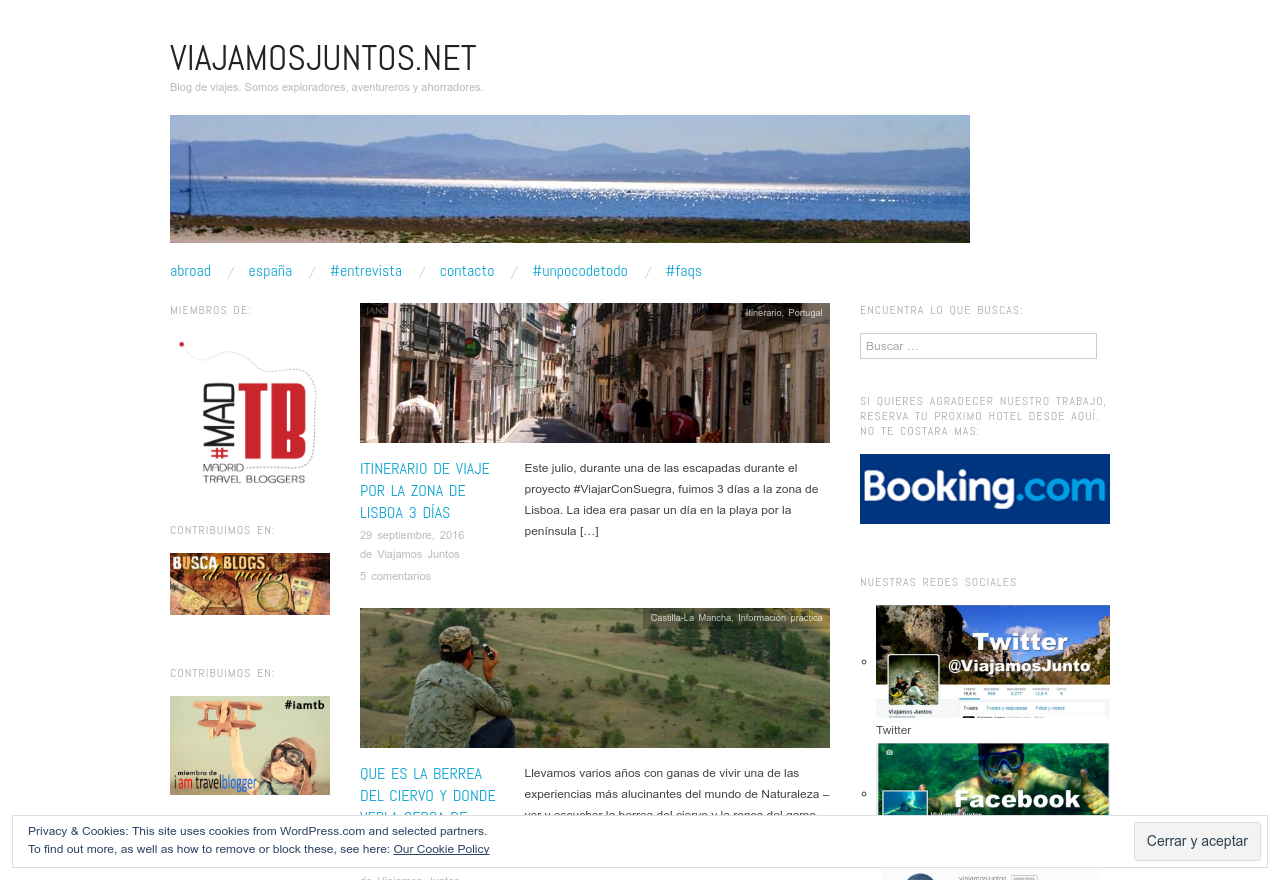 VIAJAMOSJUNTOS.NET
Blog de viajes. Somos exploradores, aventureros y ahorradores.
abroad / españa / #entrevista / contacto / #unpocodetodo / #faqs
MIEMBROS DE:
#MAD
TB
MADRID
TRAVEL BLOGGERS
CONTRIBUIMOS EN:
BUSCA BLOGS
de viajes
CONTRIBUIMOS EN:
#iamtb
miembro de
i am travelblogger
JANS
Itinerario, Portugal
ITINERARIO DE VIAJE
POR LA ZONA DE
LISBOA 3 DÍAS
29 septiembre, 2016
de Viajamos Juntos
5 comentarios
Este julio, durante una de las escapadas durante el
proyecto #ViajarConSuegra, fuimos 3 días a la zona de
Lisboa. La idea era pasar un día en la playa por la
península […]
Castilla-La Mancha, Información práctica
QUE ES LA BERREA
DEL CIERVO Y DONDE
Llevamos varios años con ganas de vivir una de las
experiencias más alucinantes del mundo de Naturaleza –
ENCUENTRA LO QUE BUSCAS:
Buscar …
SI QUIERES AGRADECER NUESTRO TRABAJO,
RESERVA TU PRÓXIMO HOTEL DESDE AQUÍ.
NO TE COSTARA MAS:
Booking.com
NUESTRAS REDES SOCIALES
Twitter
@ViajamosJunto
Viajamos Juntos
Tweets
Tweets y respuestas
Fotos y vídeos
Twitter
Facebook
Privacy & Cookies: This site uses cookies from WordPress.com and selected partners.
To find out more, as well as how to remove or block these, see here: Our Cookie Policy
Cerrar y aceptar
viajamosjuntos